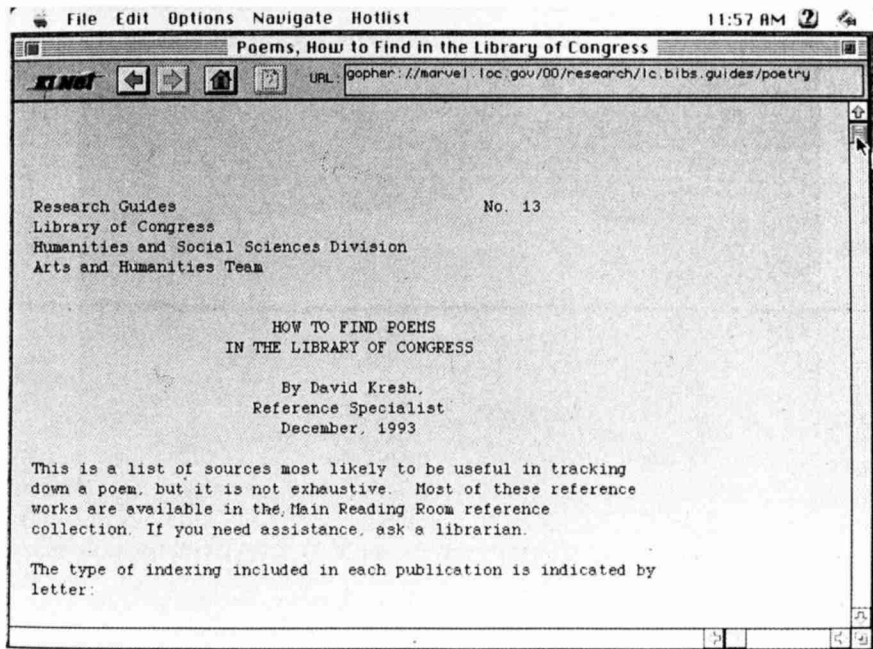 File Edit Options Navigate Hotlist 11:57 AM
Poems, How to Find in the Library of Congress
URL: gopher://marvel.loc.gov/00/research/lc.bibs.guides/poetry
Research Guides No. 13
Library of Congress
Humanities and Social Sciences Division
Arts and Humanities Team
HOW TO FIND POEMS
IN THE LIBRARY OF CONGRESS
By David Kresh,
Reference Specialist
December, 1993
This is a list of sources most likely to be useful in tracking
down a poem, but it is not exhaustive. Most of these reference
works are available in the Main Reading Room reference
collection. If you need assistance, ask a librarian.
The type of indexing included in each publication is indicated by
letter: